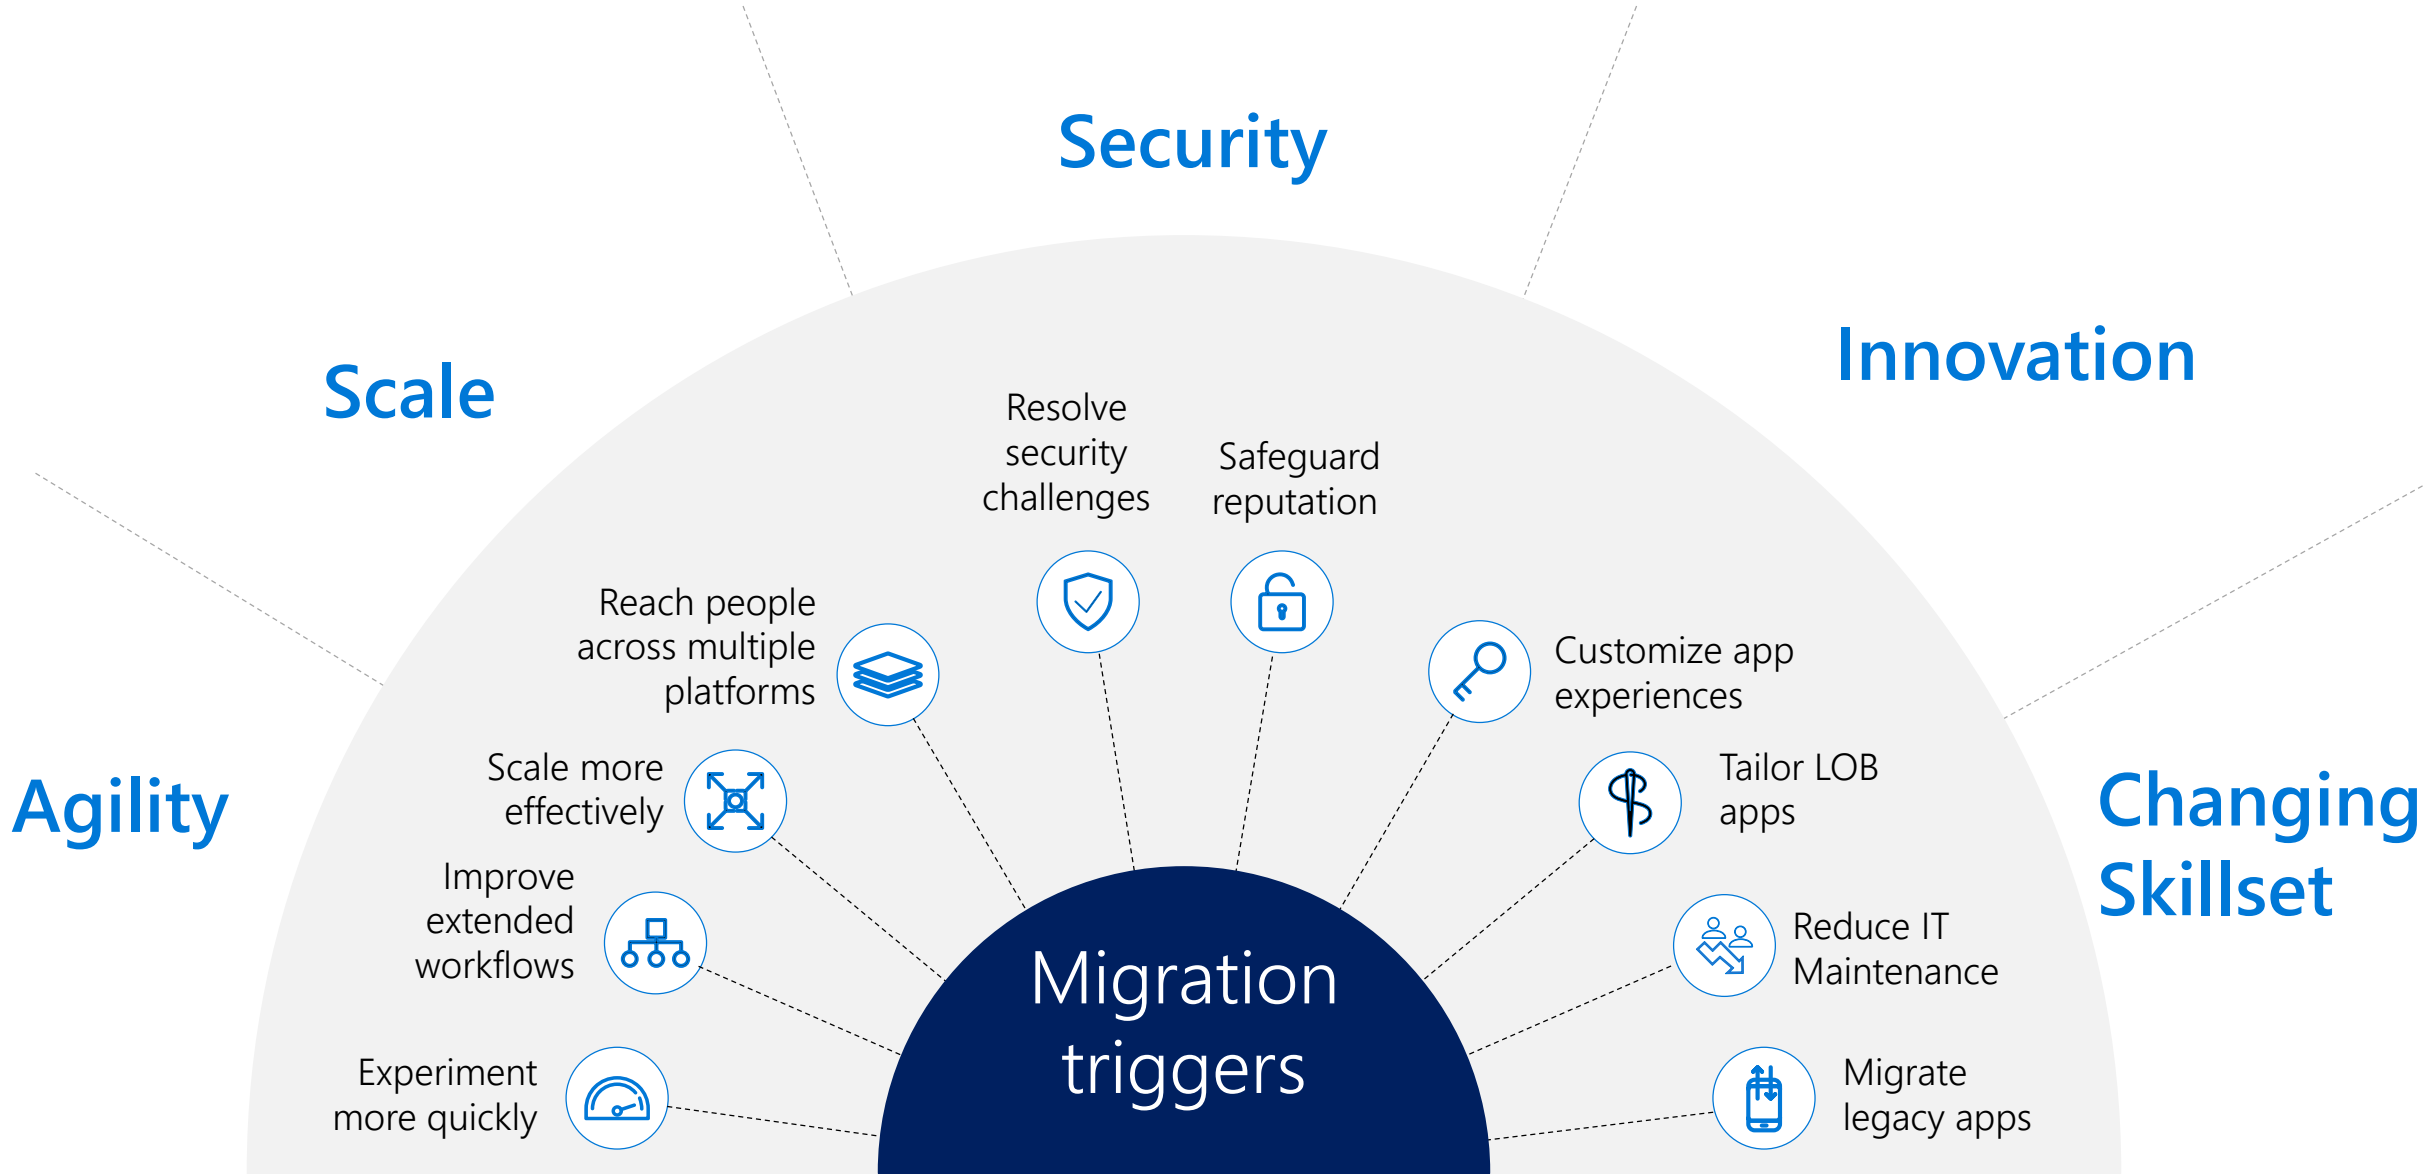 Security
Innovation
Scale
Agility
Changing
Skillset
Resolve
security
challenges
Safeguard
reputation
Reach people
across multiple
platforms
Customize app
experiences
Scale more
effectively
Tailor LOB
apps
Improve
extended
workflows
Reduce IT
Maintenance
Experiment
more quickly
Migrate
legacy apps
Migration
triggers